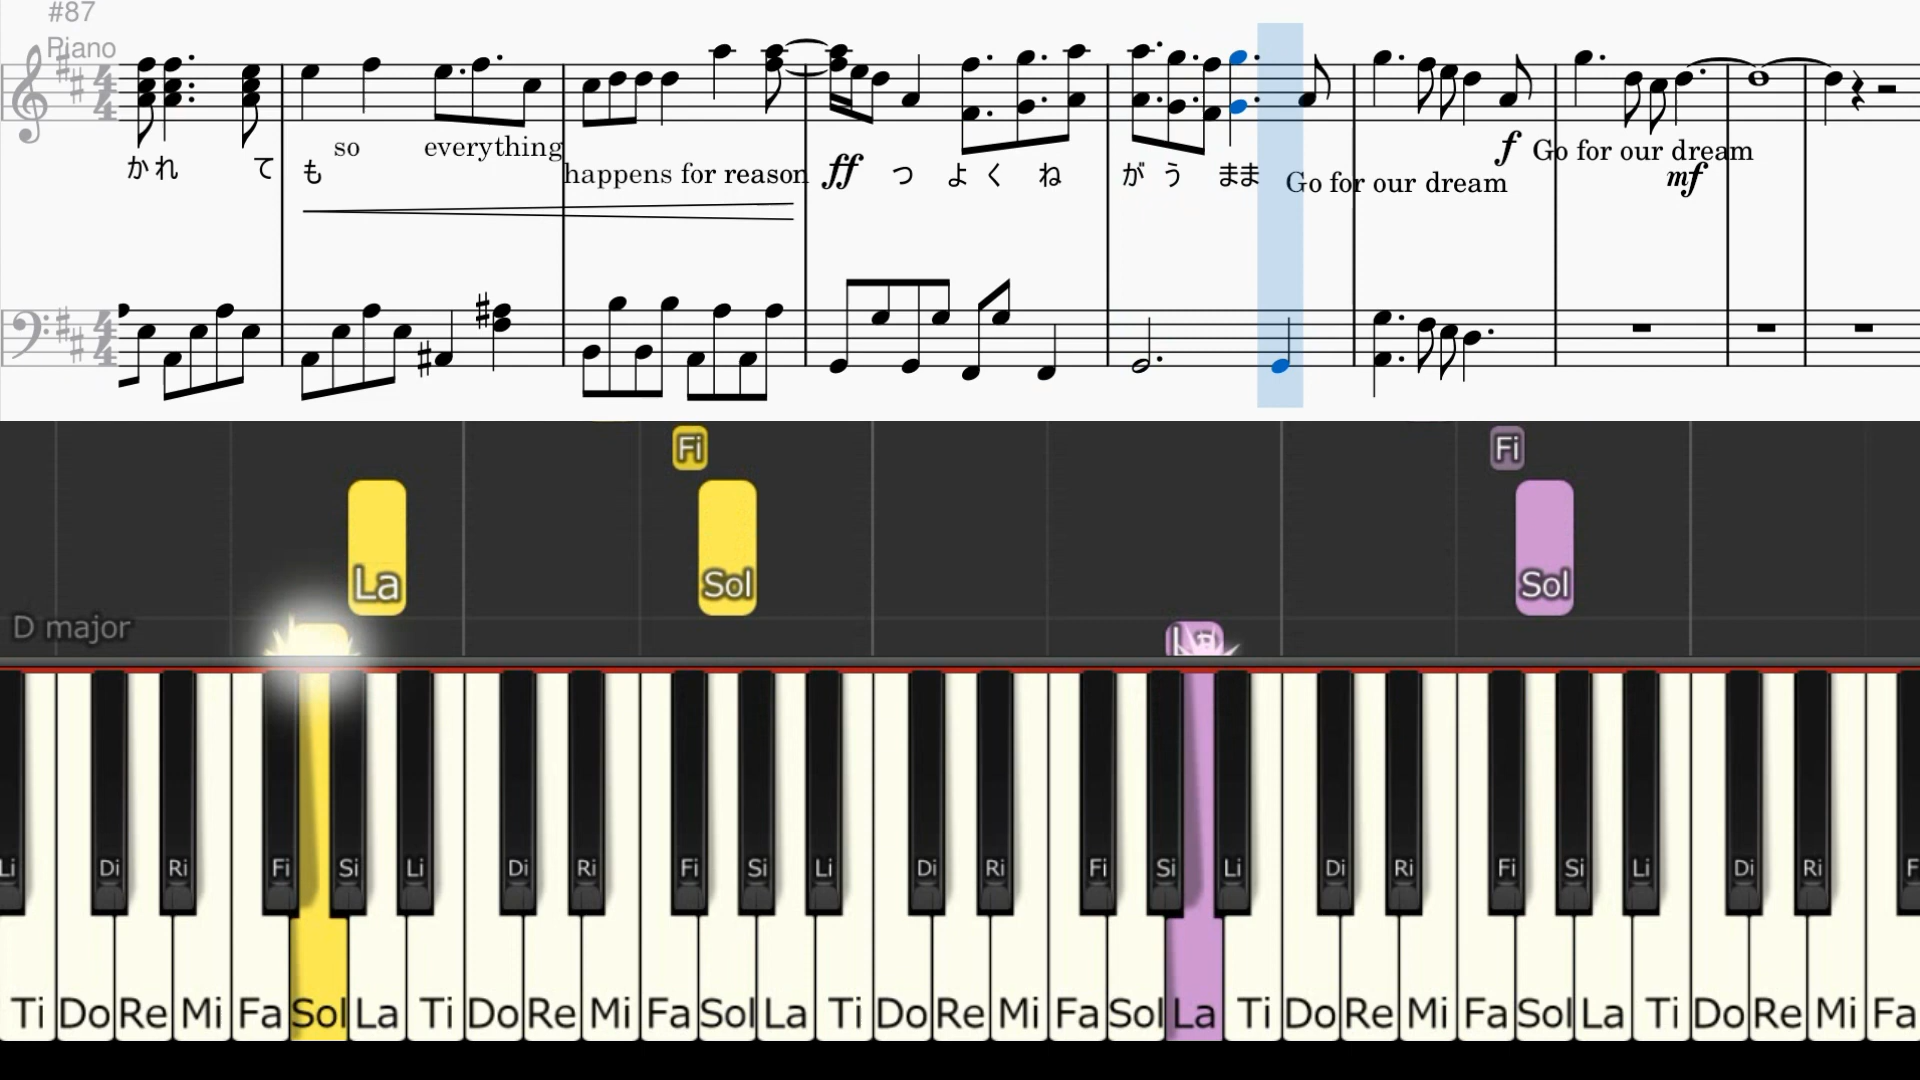 #87
Piano
so everything
f Go for our dream
かれ て も
happens for reason ff つ よ く ね が う まま
mf
Go for our dream
Fi Fi
La Sol Sol
D major
La
Li Di Ri Fi Si Li Di Ri Fi Si Li Di Ri Fi Si Li Di Ri Fi Si Li Di Ri F
Ti Do Re Mi Fa Sol La Ti Do Re Mi Fa Sol La Ti Do Re Mi Fa Sol La Ti Do Re Mi Fa Sol La Ti Do Re Mi Fa